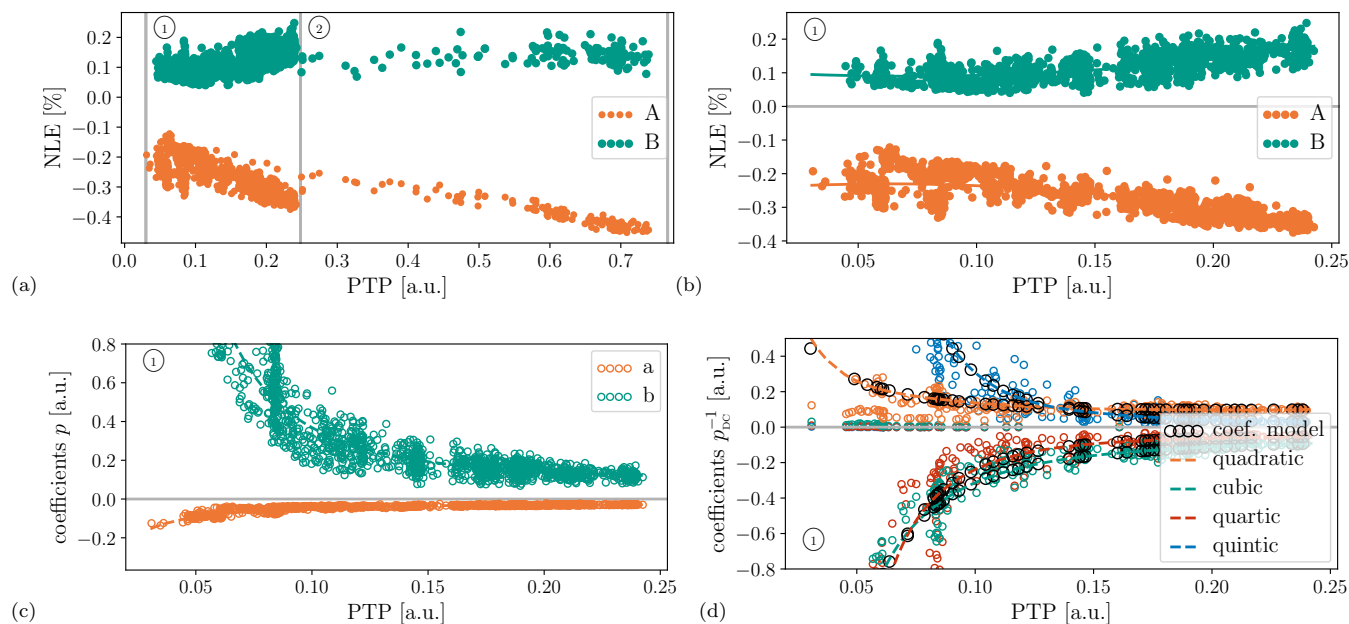 1 2
0.2
0.1
0.0
−0.1
−0.2
−0.3
−0.4
NLE [%]
A
B
0.0 0.1 0.2 0.3 0.4 0.5 0.6 0.7
PTP [a.u.]
(a)
1
0.2
0.1
0.0
−0.1
−0.2
−0.3
−0.4
NLE [%]
A
B
0.05 0.10 0.15 0.20 0.25
PTP [a.u.]
(b)
1
0.8
0.6
0.4
0.2
0.0
−0.2
coefficients p [a.u.]
a
b
0.05 0.10 0.15 0.20 0.25
PTP [a.u.]
(c)
0.4
0.2
0.0
−0.2
−0.4
−0.6
−0.8
coefficients p_DC^−1 [a.u.]
coef. model
quadratic
cubic
quartic
quintic
1
0.05 0.10 0.15 0.20 0.25
PTP [a.u.]
(d)